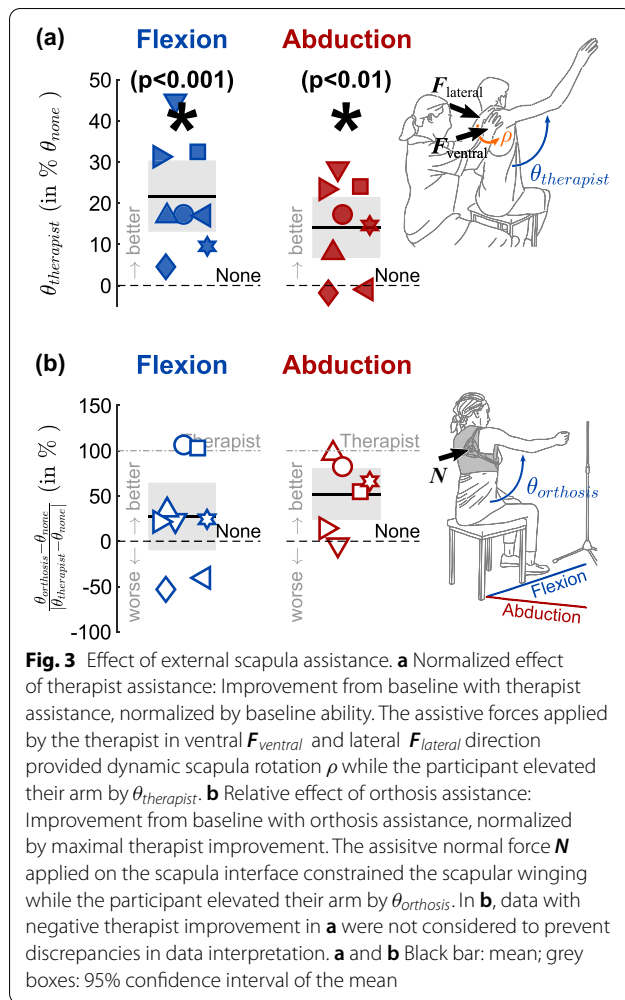 (a)
Flexion Abduction
(p<0.001) (p<0.01)
* *
50
40
30
20
10
0
θtherapist (in % θnone)
→ better → better
None None
Flateral
Fventral
ρ
θtherapist
(b)
Flexion Abduction
150
100
50
0
-50
-100
θorthosis−θnone
|θtherapist−θnone|
(in %)
worse ← → better worse ← → better
Therapist Therapist
None None
N
θorthosis
Flexion
Abduction
Fig. 3 Effect of external scapula assistance. a Normalized effect
of therapist assistance: Improvement from baseline with therapist
assistance, normalized by baseline ability. The assistive forces applied
by the therapist in ventral Fventral and lateral Flateral direction
provided dynamic scapula rotation ρ while the participant elevated
their arm by θtherapist. b Relative effect of orthosis assistance:
Improvement from baseline with orthosis assistance, normalized
by maximal therapist improvement. The assisitve normal force N
applied on the scapula interface constrained the scapular winging
while the participant elevated their arm by θorthosis. In b, data with
negative therapist improvement in a were not considered to prevent
discrepancies in data interpretation. a and b Black bar: mean; grey
boxes: 95% confidence interval of the mean